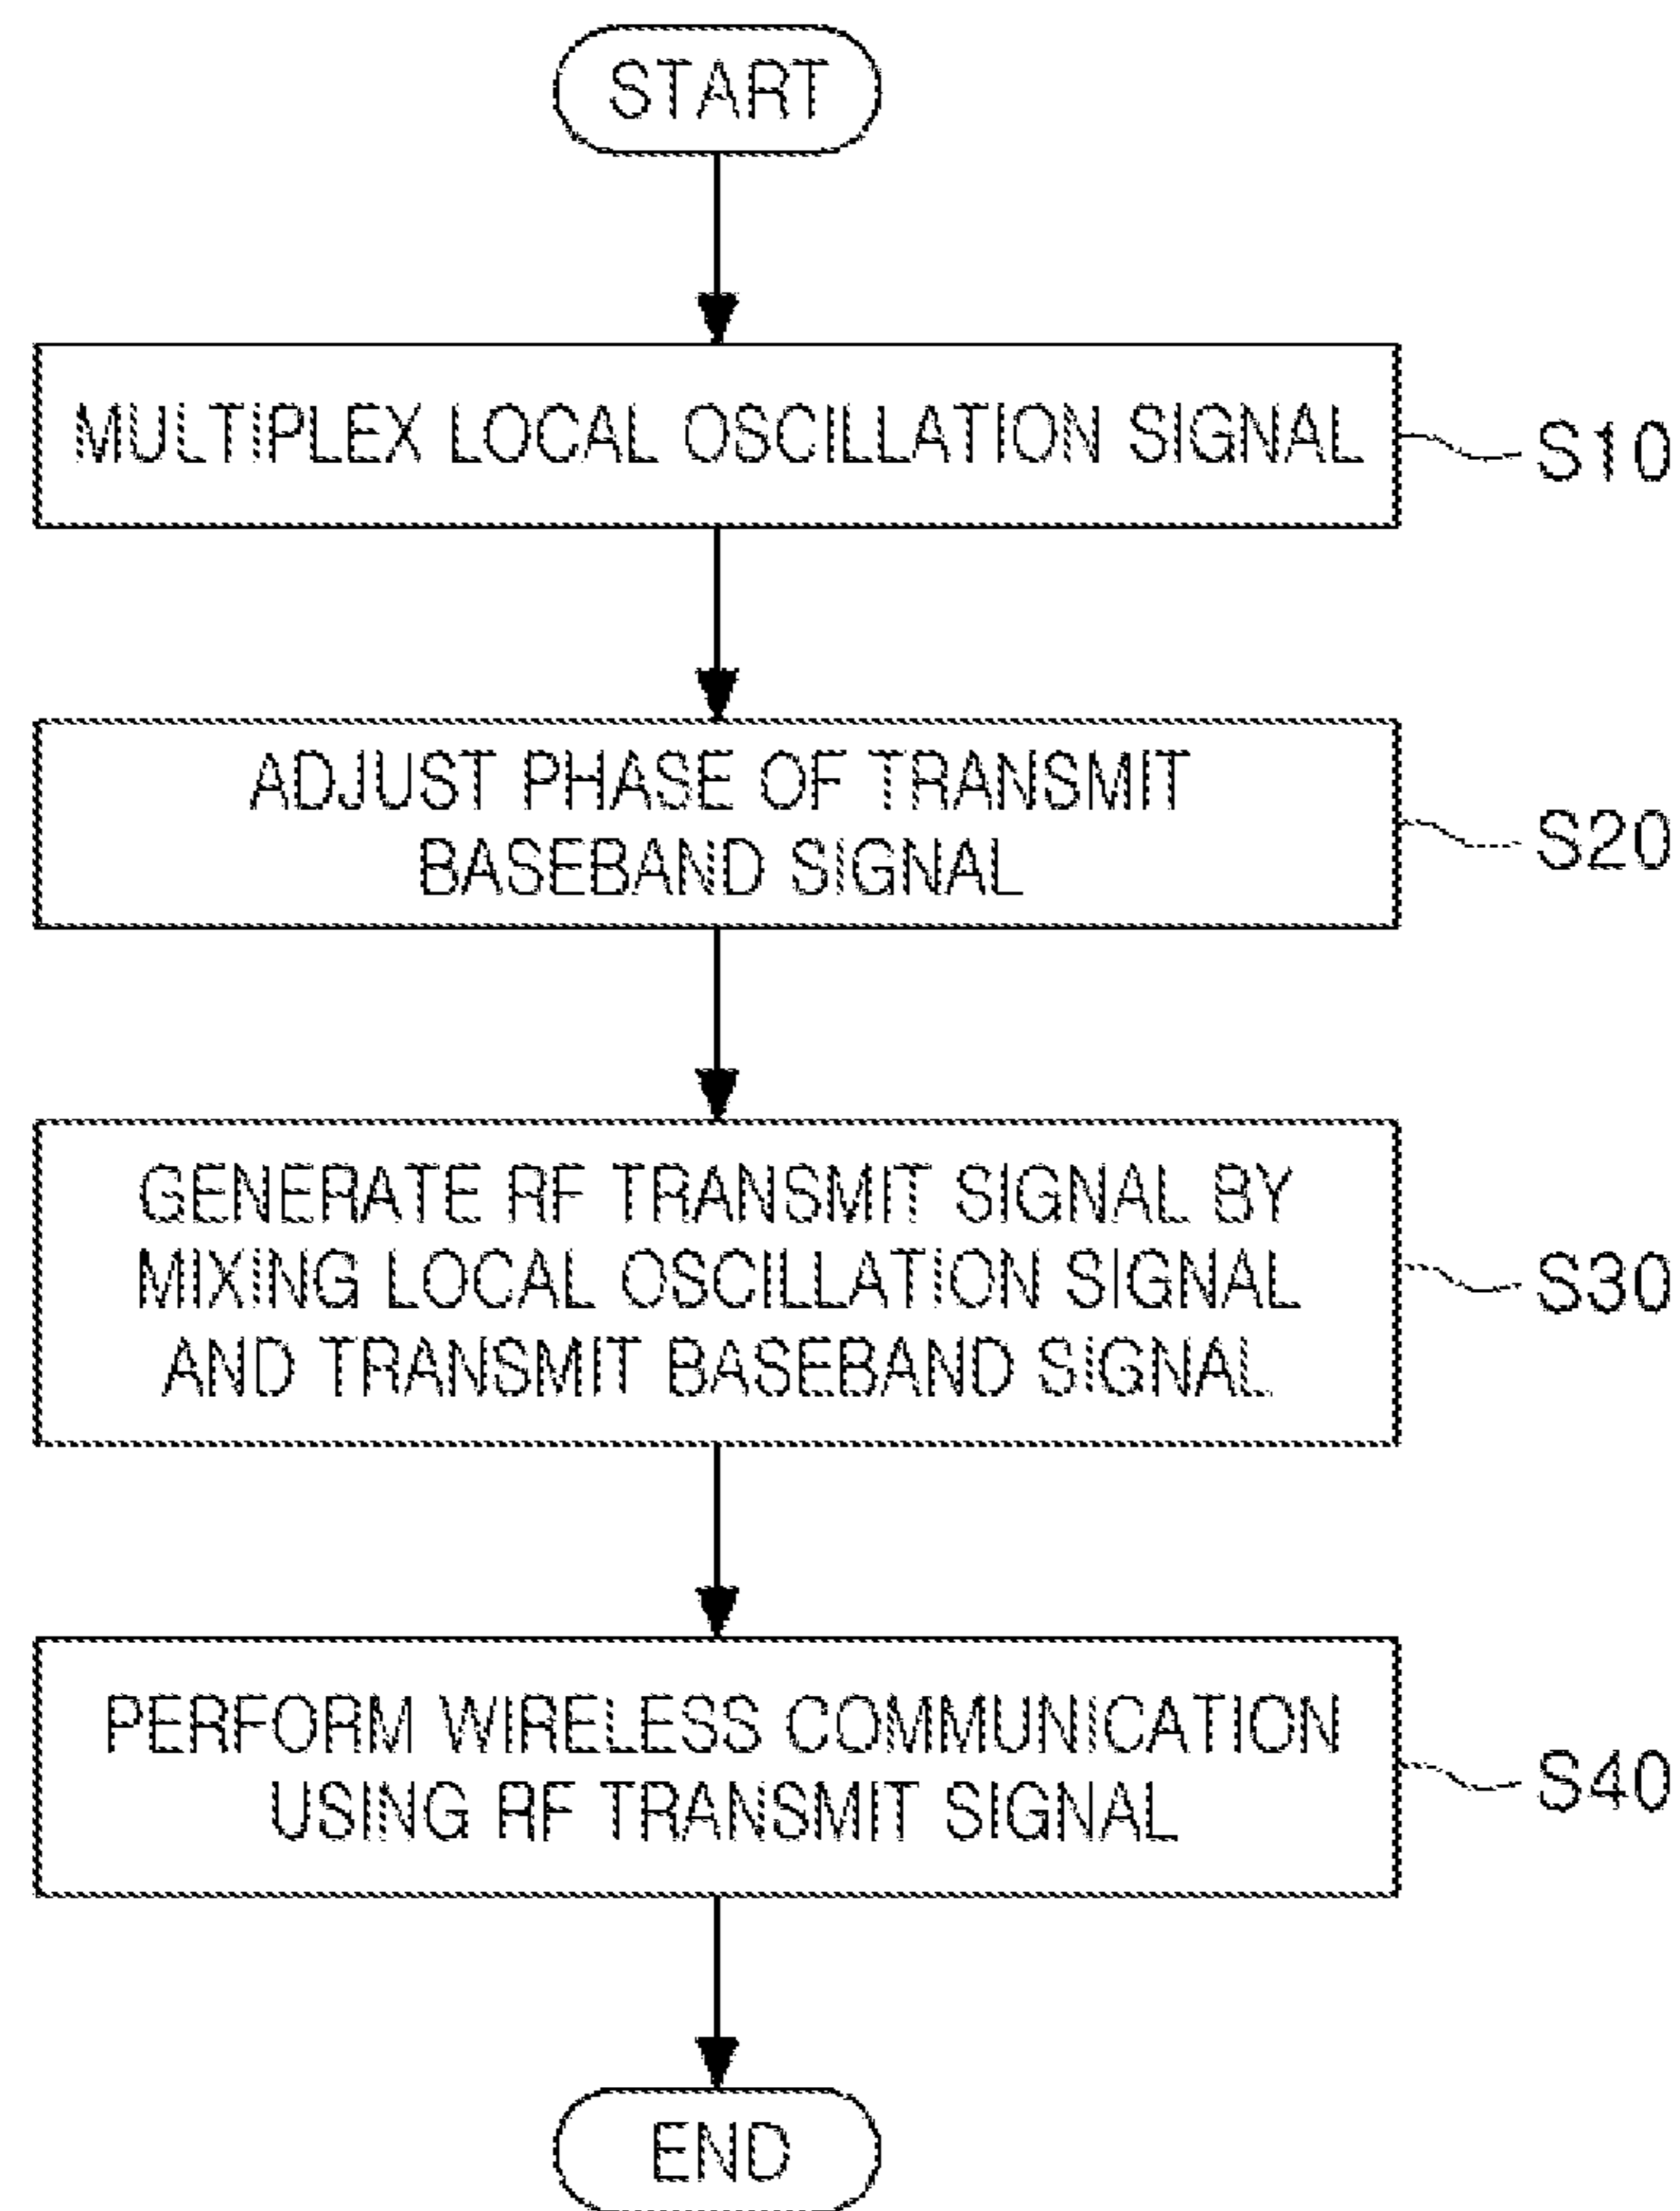 START
MULTIPLEX LOCAL OSCILLATION SIGNAL
S10
ADJUST PHASE OF TRANSMIT
BASEBAND SIGNAL
S20
GENERATE RF TRANSMIT SIGNAL BY
MIXING LOCAL OSCILLATION SIGNAL
AND TRANSMIT BASEBAND SIGNAL
S30
PERFORM WIRELESS COMMUNICATION
USING RF TRANSMIT SIGNAL
S40
END